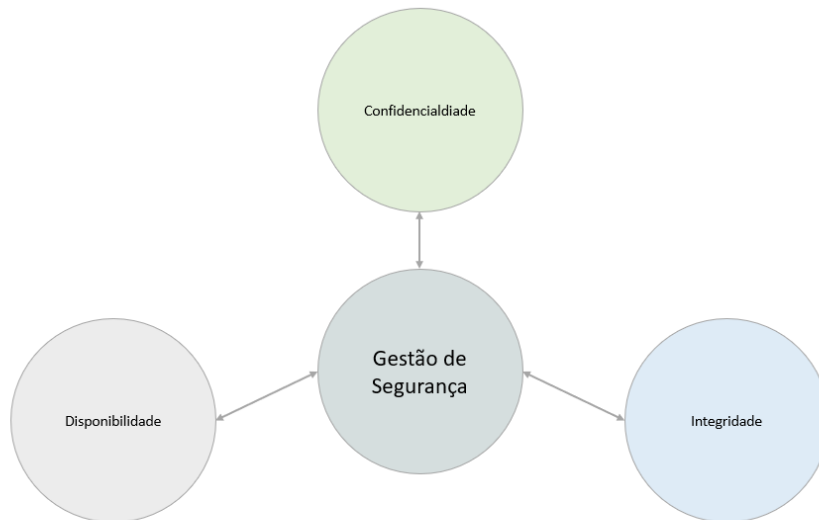 Confidencialdiade
Gestão de
Segurança
Disponibilidade
Integridade